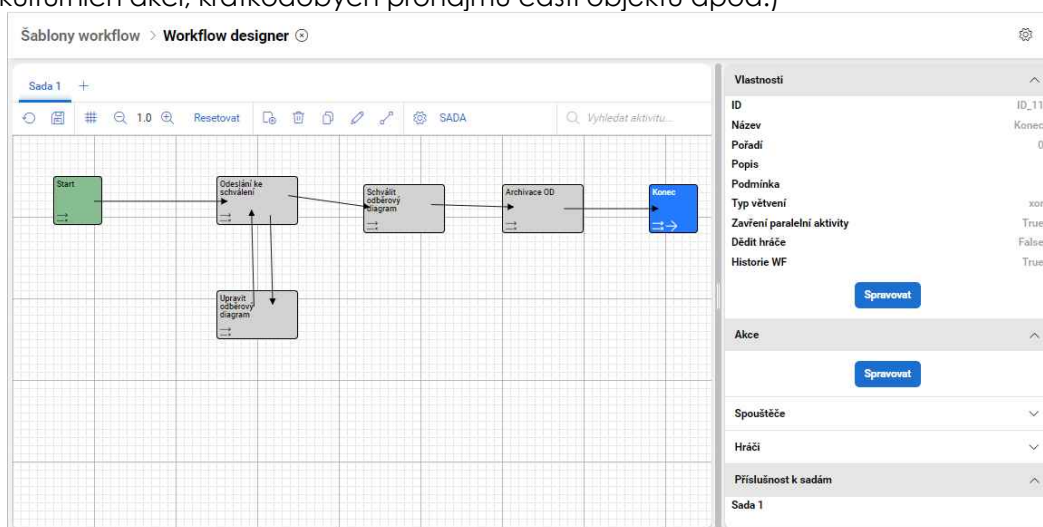 kulturních akcí, krátkodobých pronájmů částí objektu apod.)
Šablony workflow > Workflow designer
Sada 1 +
1.0 Resetovat SADA Vyhledat aktivitu...
Start
Odeslání ke
schválení
Schválit
odběrový
diagram
Archivace OD
Konec
Upravit
odběrový
diagram
Vlastnosti
ID ID_11
Název Konec
Pořadí 0
Popis
Podmínka
Typ větvení xor
Zavření paralelní aktivity True
Dědit hráče False
Historie WF True
Spravovat
Akce
Spravovat
Spouštěče
Hráči
Příslušnost k sadám
Sada 1